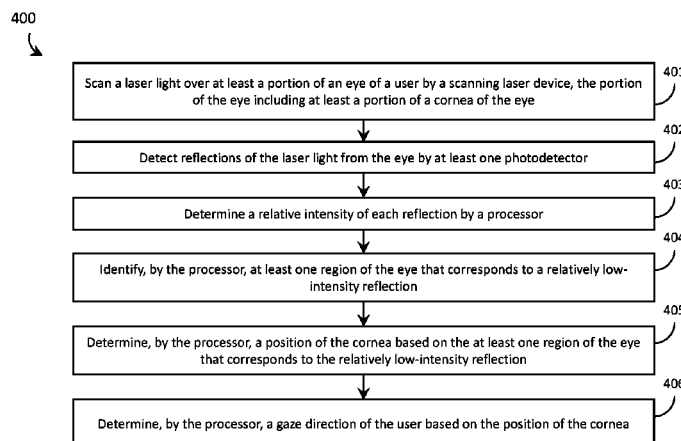 400
Scan a laser light over at least a portion of an eye of a user by a scanning laser device, the portion
of the eye including at least a portion of a cornea of the eye
401
Detect reflections of the laser light from the eye by at least one photodetector
402
Determine a relative intensity of each reflection by a processor
403
Identify, by the processor, at least one region of the eye that corresponds to a relatively low-
intensity reflection
404
Determine, by the processor, a position of the cornea based on the at least one region of the eye
that corresponds to the relatively low-intensity reflection
405
Determine, by the processor, a gaze direction of the user based on the position of the cornea
406